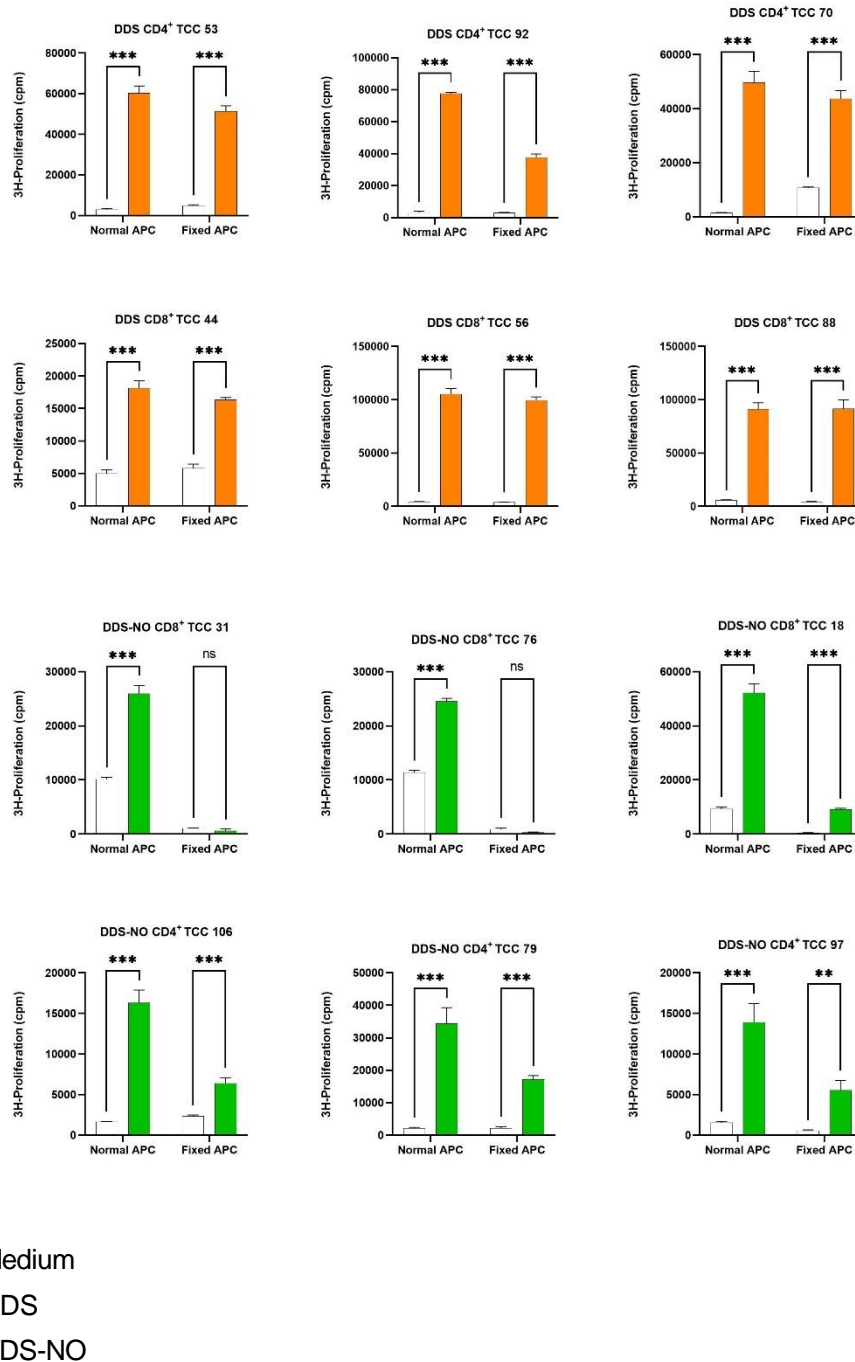 DDS CD4+ TCC 53
3H-Proliferation (cpm)
80000
60000
40000
20000
0
***
***
Normal APC
Fixed APC
DDS CD4+ TCC 92
3H-Proliferation (cpm)
100000
80000
60000
40000
20000
0
***
***
Normal APC
Fixed APC
DDS CD4+ TCC 70
3H-Proliferation (cpm)
60000
40000
20000
0
***
***
Normal APC
Fixed APC
DDS CD8+ TCC 44
3H-Proliferation (cpm)
25000
20000
15000
10000
5000
0
***
***
Normal APC
Fixed APC
DDS CD8+ TCC 56
3H-Proliferation (cpm)
150000
100000
50000
0
***
***
Normal APC
Fixed APC
DDS CD8+ TCC 88
3H-Proliferation (cpm)
150000
100000
50000
0
***
***
Normal APC
Fixed APC
DDS-NO CD8+ TCC 31
3H-Proliferation (cpm)
30000
20000
10000
0
***
ns
Normal APC
Fixed APC
DDS-NO CD8+ TCC 76
3H-Proliferation (cpm)
30000
20000
10000
0
***
ns
Normal APC
Fixed APC
DDS-NO CD8+ TCC 18
3H-Proliferation (cpm)
60000
40000
20000
0
***
***
Normal APC
Fixed APC
DDS-NO CD4+ TCC 106
3H-Proliferation (cpm)
20000
15000
10000
5000
0
***
***
Normal APC
Fixed APC
DDS-NO CD4+ TCC 79
3H-Proliferation (cpm)
50000
40000
30000
20000
10000
0
***
***
Normal APC
Fixed APC
DDS-NO CD4+ TCC 97
3H-Proliferation (cpm)
20000
15000
10000
5000
0
***
**
Normal APC
Fixed APC
edium
DS
DS-NO